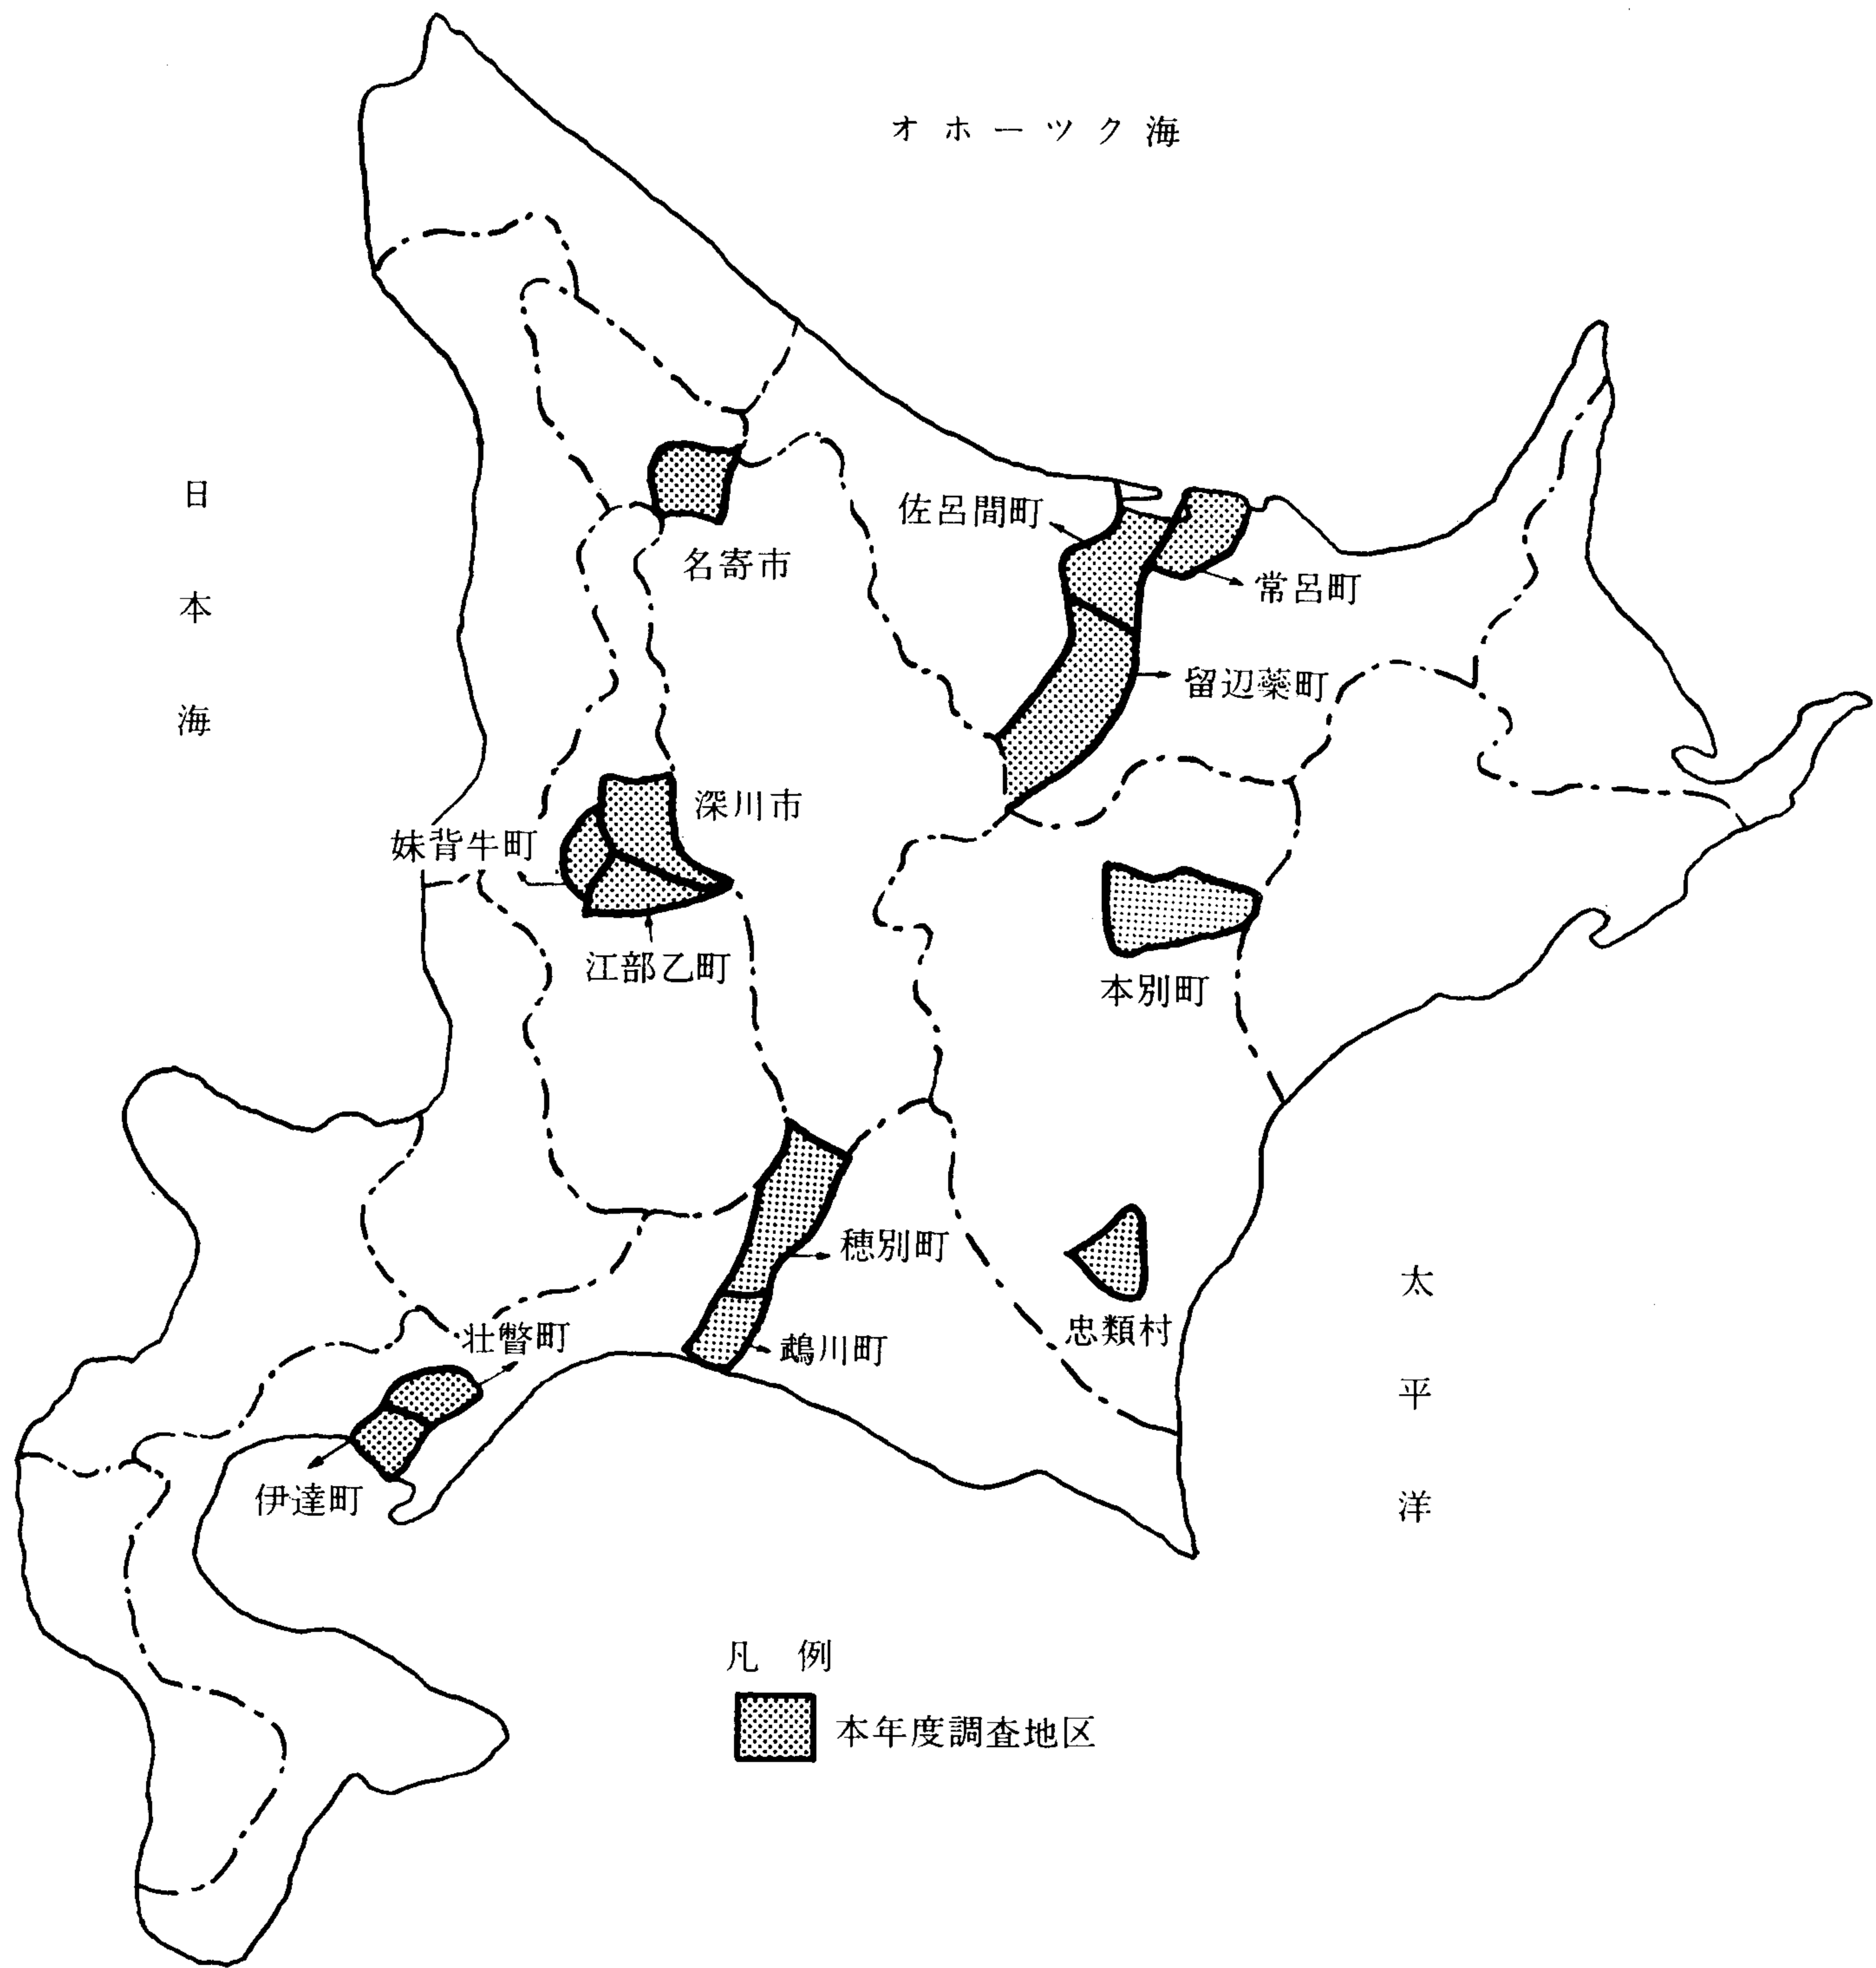 オホーツク海
日本海
佐呂間町
名寄市
常呂町
留辺蘂町
深川市
妹背牛町
江部乙町
本別町
穂別町
忠類村
壮瞥町
鵡川町
伊達町
太平洋
凡例
本年度調査地区